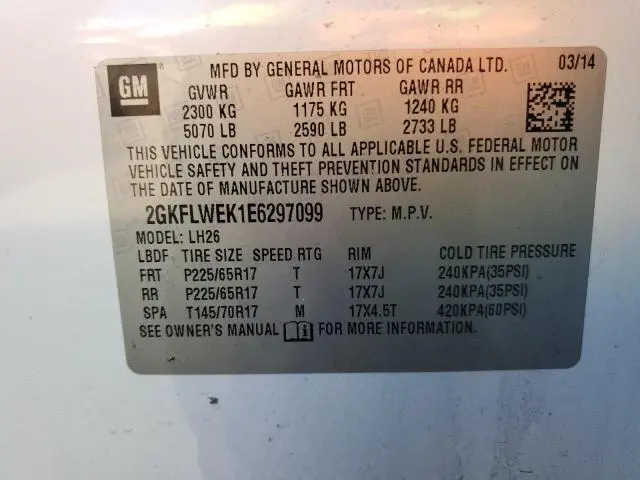 GM MFD BY GENERAL MOTORS OF CANADA LTD. 03/14
GVWR GAWR FRT GAWR RR
2300 KG 1175 KG 1240 KG
5070 LB 2590 LB 2733 LB
THIS VEHICLE CONFORMS TO ALL APPLICABLE U.S. FEDERAL MOTOR
VEHICLE SAFETY AND THEFT PREVENTION STANDARDS IN EFFECT ON
THE DATE OF MANUFACTURE SHOWN ABOVE.
2GKFLWEK1E6297099 TYPE: M.P.V.
MODEL: LH26
LBDF TIRE SIZE SPEED RTG RIM COLD TIRE PRESSURE
FRT P225/65R17 T 17X7J 240KPA(35PSI)
RR P225/65R17 T 17X7J 240KPA(35PSI)
SPA T145/70R17 M 17X4.5T 420KPA(60PSI)
SEE OWNER'S MANUAL FOR MORE INFORMATION.